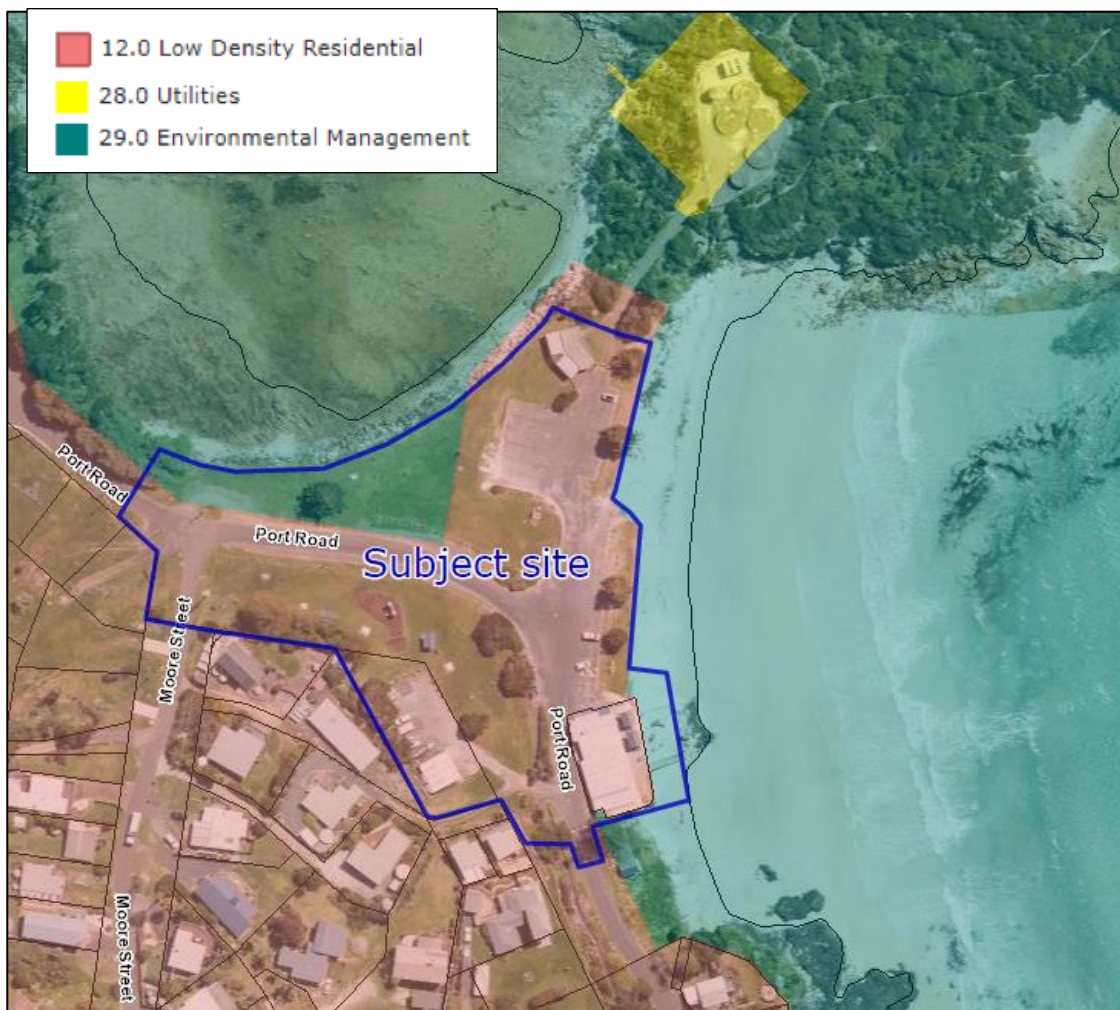 12.0 Low Density Residential
28.0 Utilities
29.0 Environmental Management
Port Road
Port Road
Subject site
Moore Street
Port Road
Moore Street